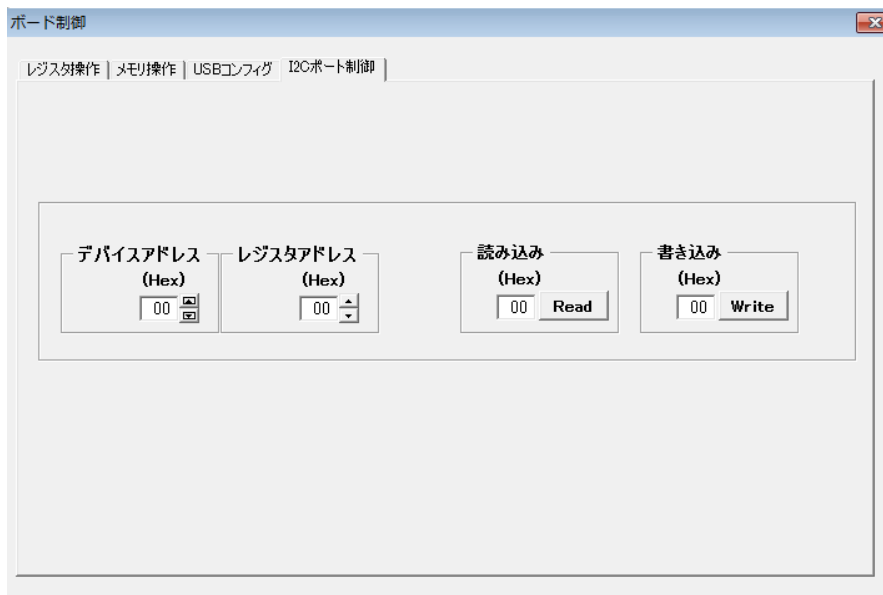 ボード制御
レジスタ操作 メモリ操作 USBコンフィグ I2Cポート制御
デバイスアドレス レジスタアドレス 読み込み 書き込み
(Hex) (Hex) (Hex) (Hex)
00 00 00 Read 00 Write